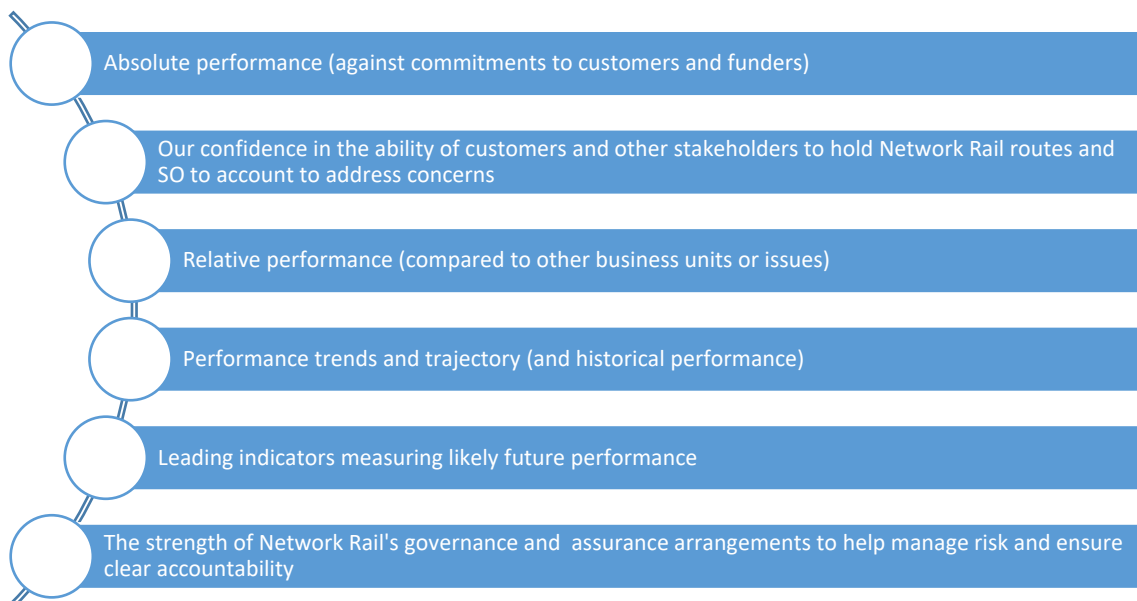 Absolute performance (against commitments to customers and funders)
Our confidence in the ability of customers and other stakeholders to hold Network Rail routes and
SO to account to address concerns
Relative performance (compared to other business units or issues)
Performance trends and trajectory (and historical performance)
Leading indicators measuring likely future performance
The strength of Network Rail's governance and  assurance arrangements to help manage risk and ensure
clear accountability